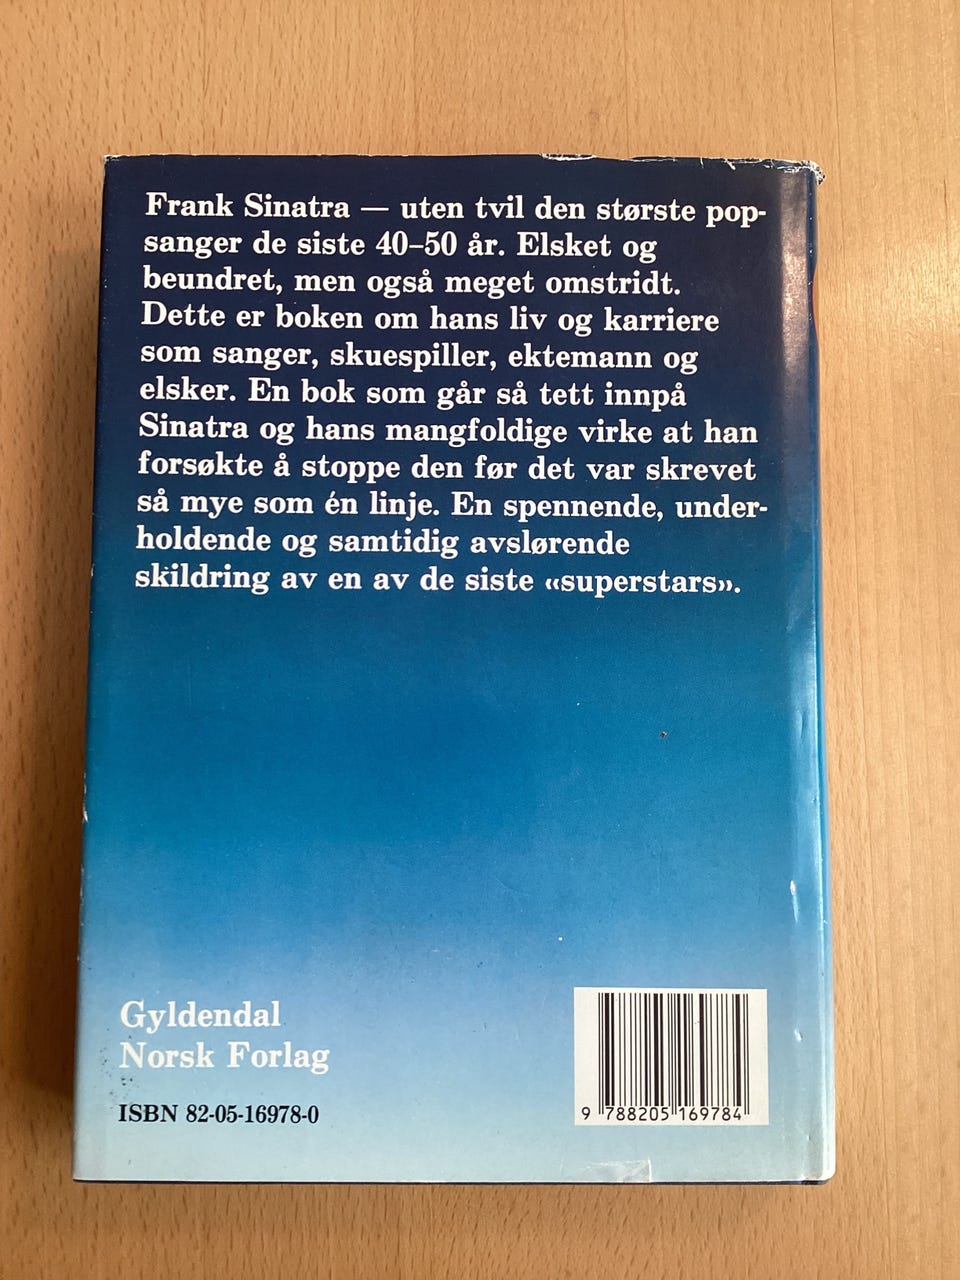 Frank Sinatra — uten tvil den største pop-
sanger de siste 40–50 år. Elsket og
beundret, men også meget omstridt.
Dette er boken om hans liv og karriere
som sanger, skuespiller, ektemann og
elsker. En bok som går så tett innpå
Sinatra og hans mangfoldige virke at han
forsøkte å stoppe den før det var skrevet
så mye som én linje. En spennende, under-
holdende og samtidig avslørende
skildring av en av de siste «superstars».
Gyldendal
Norsk Forlag
ISBN 82-05-16978-0
9 788205 169784